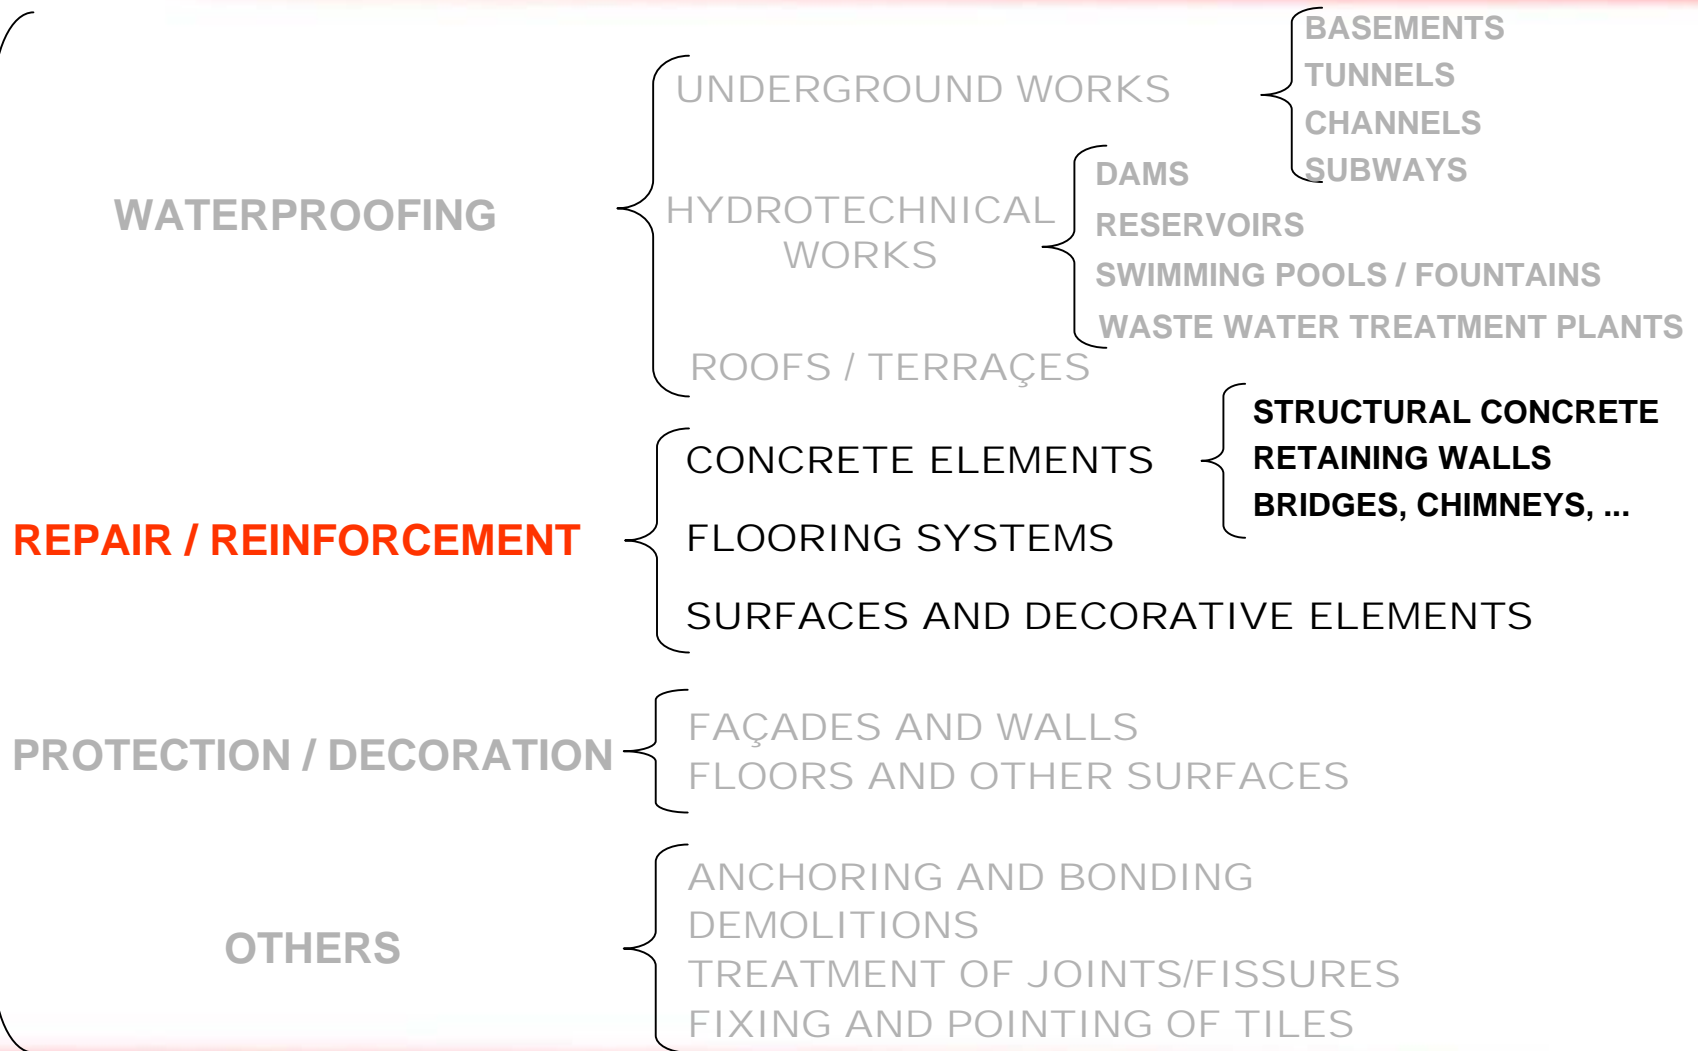 WATERPROOFING
UNDERGROUND WORKS
BASEMENTS
TUNNELS
CHANNELS
SUBWAYS
HYDROTECHNICAL
WORKS
DAMS
RESERVOIRS
SWIMMING POOLS / FOUNTAINS
WASTE WATER TREATMENT PLANTS
ROOFS / TERRAÇES
REPAIR / REINFORCEMENT
CONCRETE ELEMENTS
STRUCTURAL CONCRETE
RETAINING WALLS
BRIDGES, CHIMNEYS, ...
FLOORING SYSTEMS
SURFACES AND DECORATIVE ELEMENTS
PROTECTION / DECORATION
FAÇADES AND WALLS
FLOORS AND OTHER SURFACES
OTHERS
ANCHORING AND BONDING
DEMOLITIONS
TREATMENT OF JOINTS/FISSURES
FIXING AND POINTING OF TILES